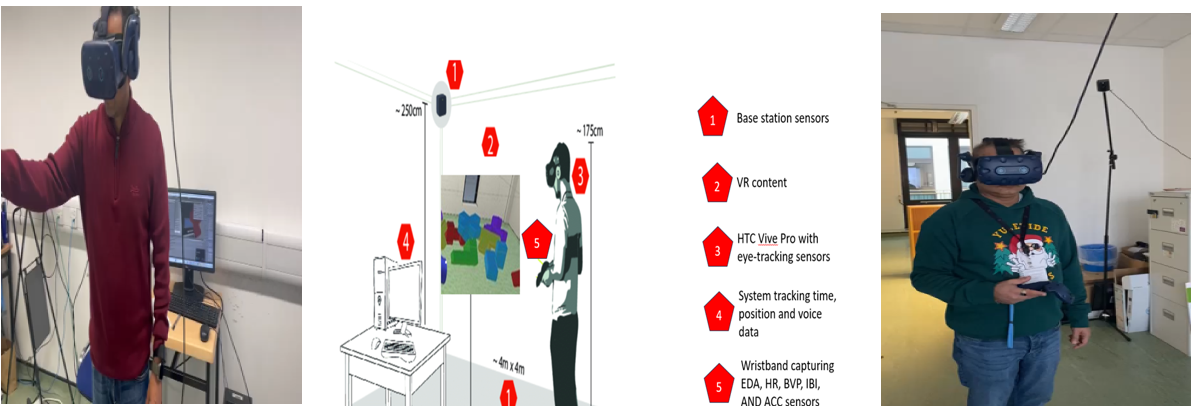 1
~ 250cm
2
~ 175cm
3
4
5
~ 4m x 4m
1
1 Base station sensors
2 VR content
3 HTC Vive Pro with
eye-tracking sensors
4 System tracking time,
position and voice
data
5 Wristband capturing
EDA, HR, BVP, IBI,
AND ACC sensors
YULETIDE